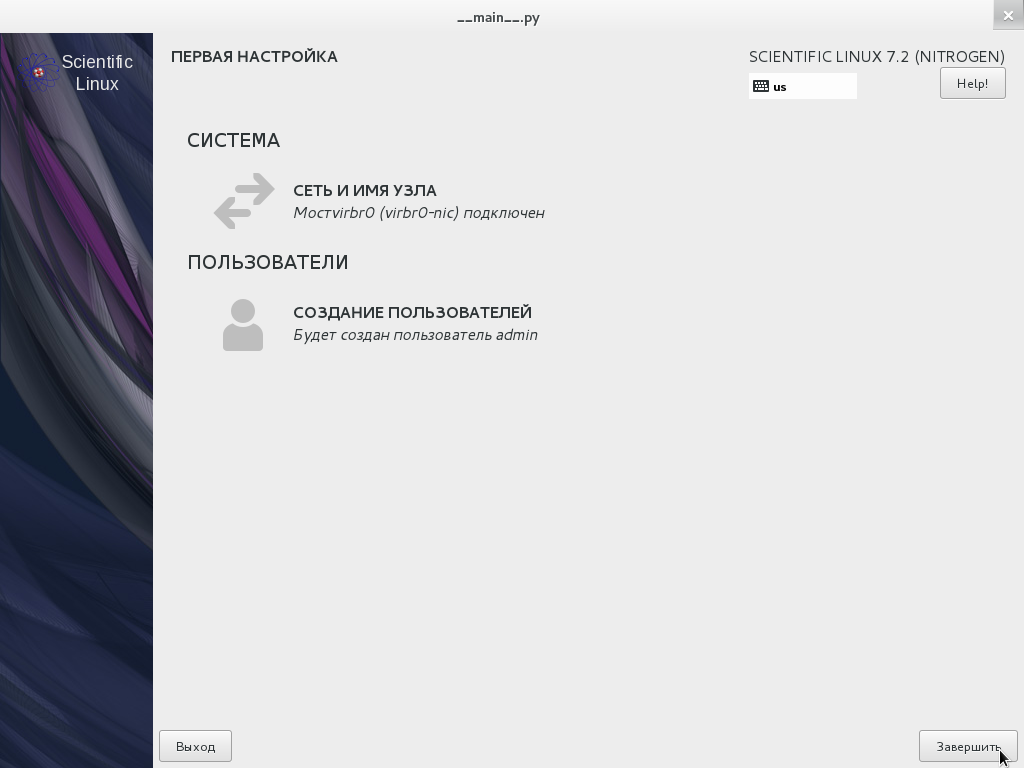 __main__.py
Scientific
Linux
ПЕРВАЯ НАСТРОЙКА
SCIENTIFIC LINUX 7.2 (NITROGEN)
us
Help!
СИСТЕМА
СЕТЬ И ИМЯ УЗЛА
Мостvirbr0 (virbr0-nic) подключен
ПОЛЬЗОВАТЕЛИ
СОЗДАНИЕ ПОЛЬЗОВАТЕЛЕЙ
Будет создан пользователь admin
Выход
Завершить